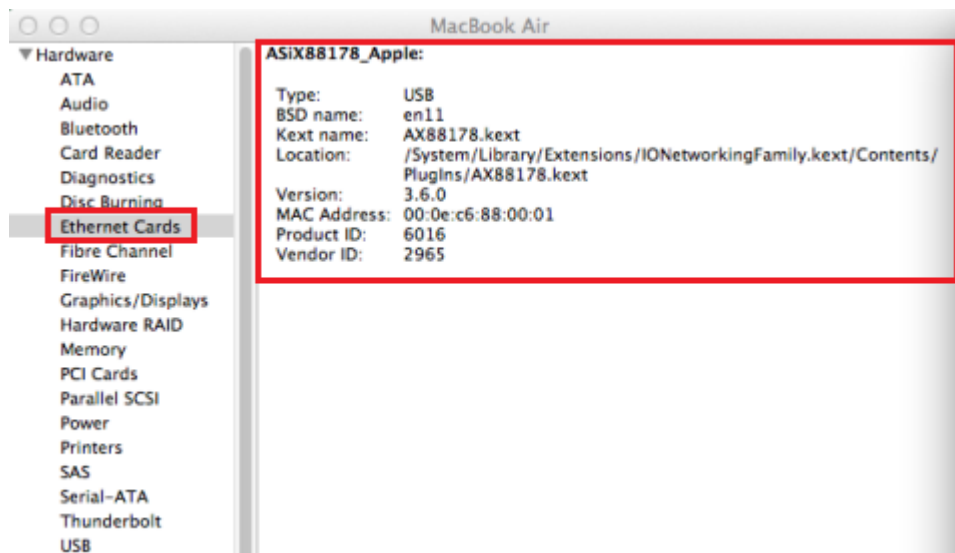 MacBook Air
▼Hardware
ATA
Audio
Bluetooth
Card Reader
Diagnostics
Disc Burning
Ethernet Cards
Fibre Channel
FireWire
Graphics/Displays
Hardware RAID
Memory
PCI Cards
Parallel SCSI
Power
Printers
SAS
Serial-ATA
Thunderbolt
USB
ASiX88178_Apple:
Type: USB
BSD name: en11
Kext name: AX88178.kext
Location: /System/Library/Extensions/IONetworkingFamily.kext/Contents/
PlugIns/AX88178.kext
Version: 3.6.0
MAC Address: 00:0e:c6:88:00:01
Product ID: 6016
Vendor ID: 2965